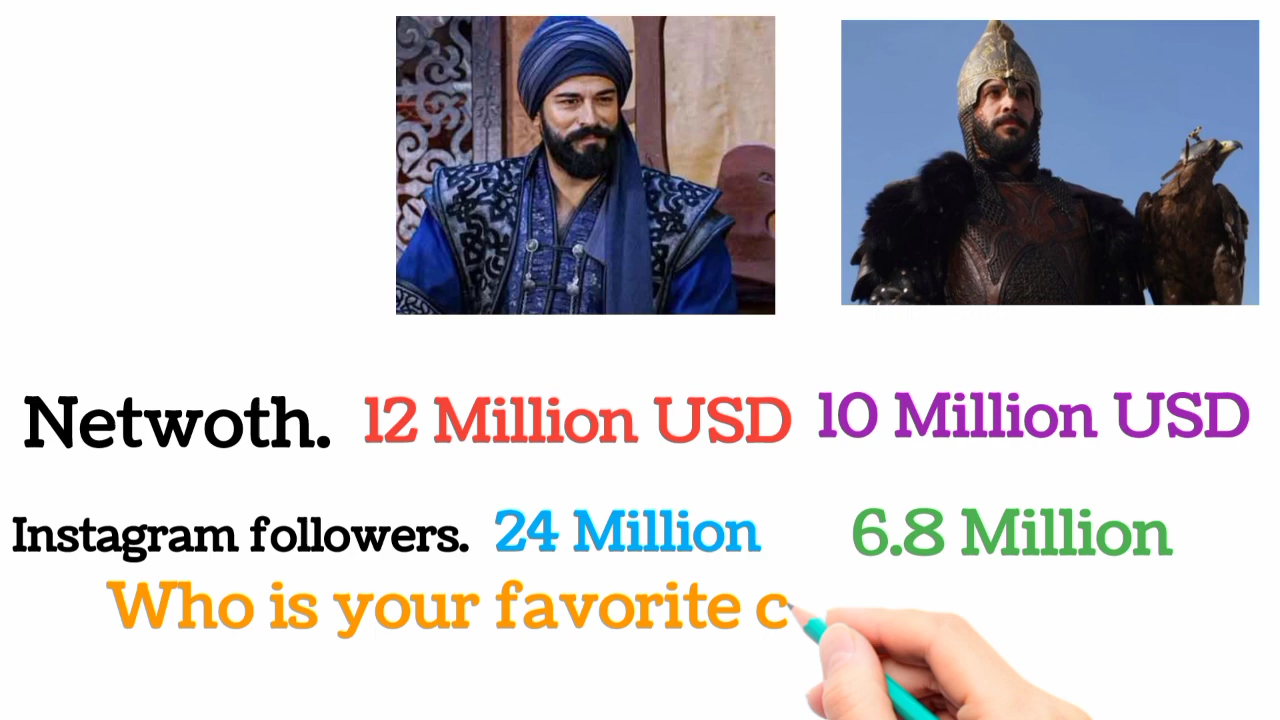 Netwoth. 12 Million USD 10 Million USD
Instagram followers. 24 Million 6.8 Million
Who is your favorite c